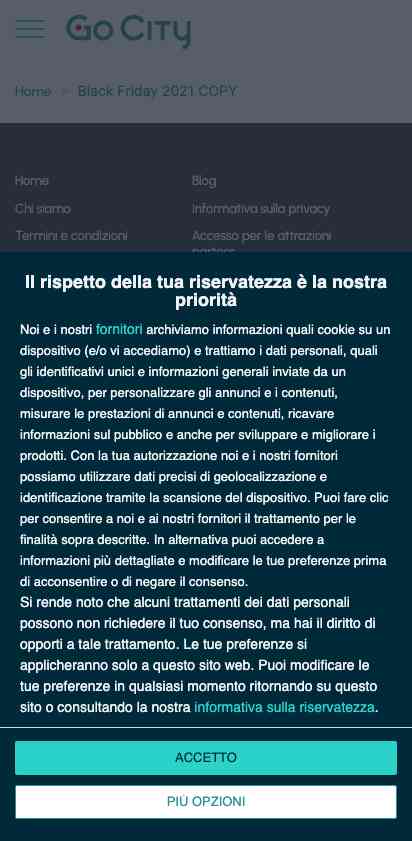 GO CITY
Home > Black Friday 2021 COPY
Home
Blog
Chi siamo
Informativa sulla privacy
Termini e condizioni
Accesso per le attrazioni
partner
Il rispetto della tua riservatezza è la nostra
priorità
Noi e i nostri fornitori archiviamo informazioni quali cookie su un
dispositivo (e/o vi accediamo) e trattiamo i dati personali, quali
gli identificativi unici e informazioni generali inviate da un
dispositivo, per personalizzare gli annunci e i contenuti,
misurare le prestazioni di annunci e contenuti, ricavare
informazioni sul pubblico e anche per sviluppare e migliorare i
prodotti. Con la tua autorizzazione noi e i nostri fornitori
possiamo utilizzare dati precisi di geolocalizzazione e
identificazione tramite la scansione del dispositivo. Puoi fare clic
per consentire a noi e ai nostri fornitori il trattamento per le
finalità sopra descritte. In alternativa puoi accedere a
informazioni più dettagliate e modificare le tue preferenze prima
di acconsentire o di negare il consenso.
Si rende noto che alcuni trattamenti dei dati personali
possono non richiedere il tuo consenso, ma hai il diritto di
opporti a tale trattamento. Le tue preferenze si
applicheranno solo a questo sito web. Puoi modificare le
tue preferenze in qualsiasi momento ritornando su questo
sito o consultando la nostra informativa sulla riservatezza.
ACCETTO
PIÙ OPZIONI